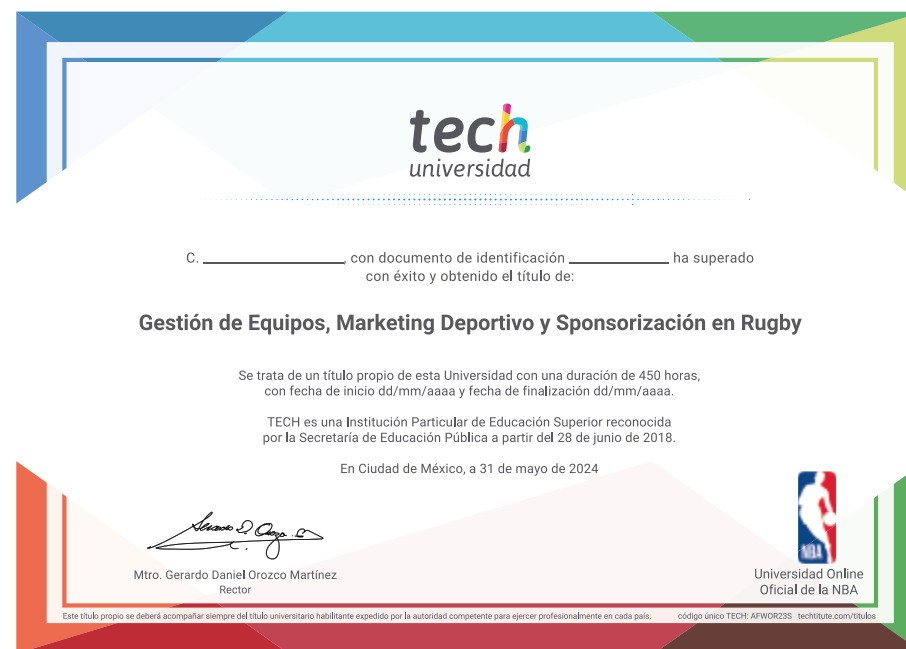 tech
universidad
C. ____________________, con documento de identificación ______________ ha superado
con éxito y obtenido el título de:
Gestión de Equipos, Marketing Deportivo y Sponsorización en Rugby
Se trata de un título propio de esta Universidad con una duración de 450 horas,
con fecha de inicio dd/mm/aaaa y fecha de finalización dd/mm/aaaa.
TECH es una Institución Particular de Educación Superior reconocida
por la Secretaría de Educación Pública a partir del 28 de junio de 2018.
En Ciudad de México, a 31 de mayo de 2024
Mtro. Gerardo Daniel Orozco Martínez
Rector
NBA
Universidad Online
Oficial de la NBA
Este título propio se deberá acompañar siempre del título universitario habilitante expedido por la autoridad competente para ejercer profesionalmente en cada país. código único TECH: AFWOR23S techtitute.com/titulos